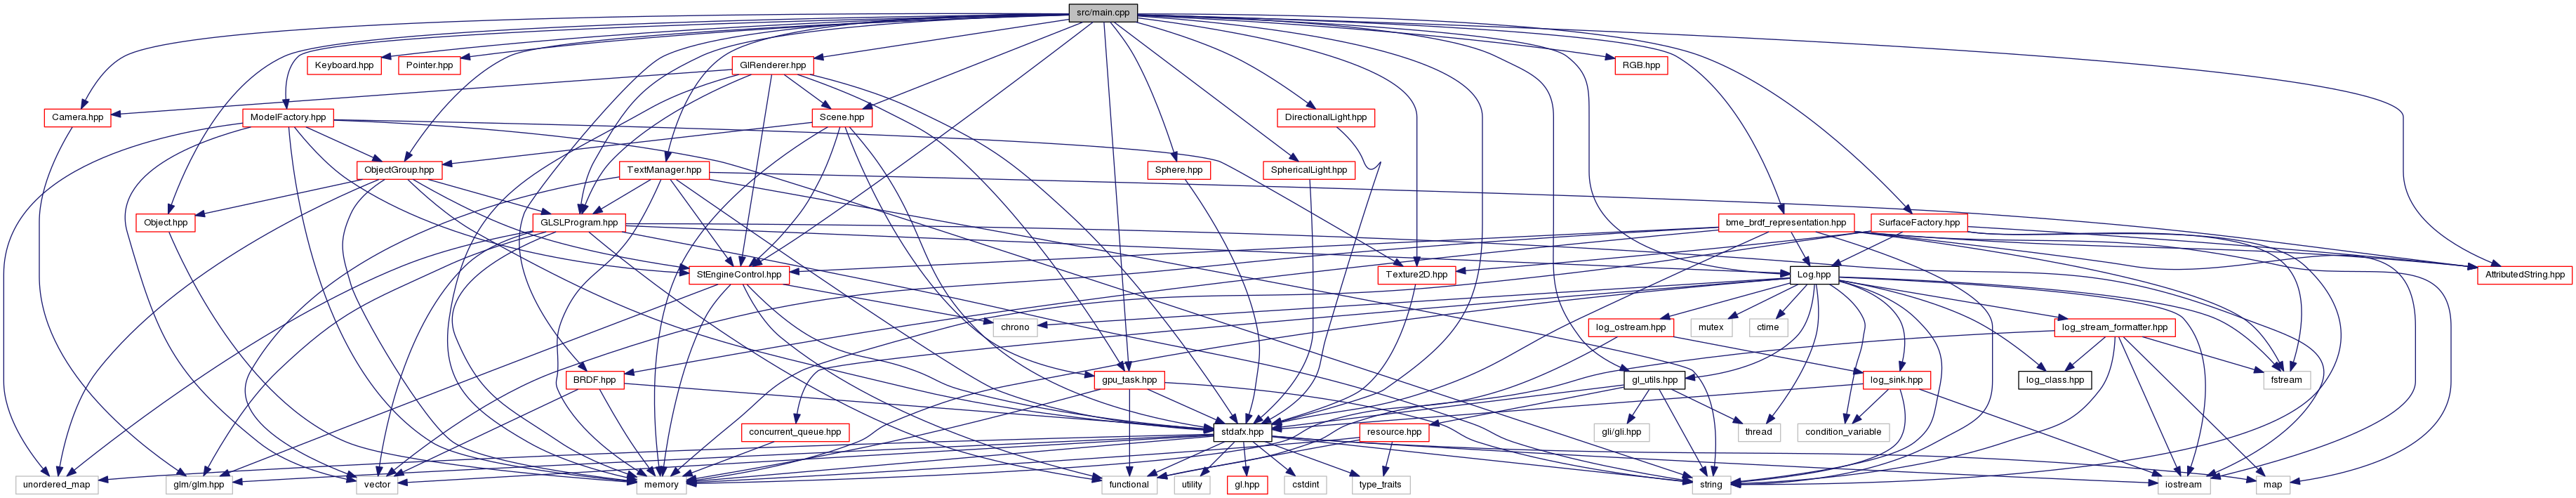 src/main.cpp
Keyboard.hpp
Pointer.hpp
GlRenderer.hpp
RGB.hpp
Camera.hpp
ModelFactory.hpp
Scene.hpp
DirectionalLight.hpp
ObjectGroup.hpp
TextManager.hpp
Sphere.hpp
SphericalLight.hpp
Object.hpp
GLSLProgram.hpp
bme_brdf_representation.hpp
SurfaceFactory.hpp
StEngineControl.hpp
Texture2D.hpp
Log.hpp
AttributedString.hpp
chrono
log_ostream.hpp
mutex
ctime
log_stream_formatter.hpp
BRDF.hpp
gpu_task.hpp
gl_utils.hpp
log_sink.hpp
log_class.hpp
fstream
concurrent_queue.hpp
stdafx.hpp
resource.hpp
gli/gli.hpp
thread
condition_variable
unordered_map
glm/glm.hpp
vector
memory
functional
utility
gl.hpp
cstdint
type_traits
string
iostream
map